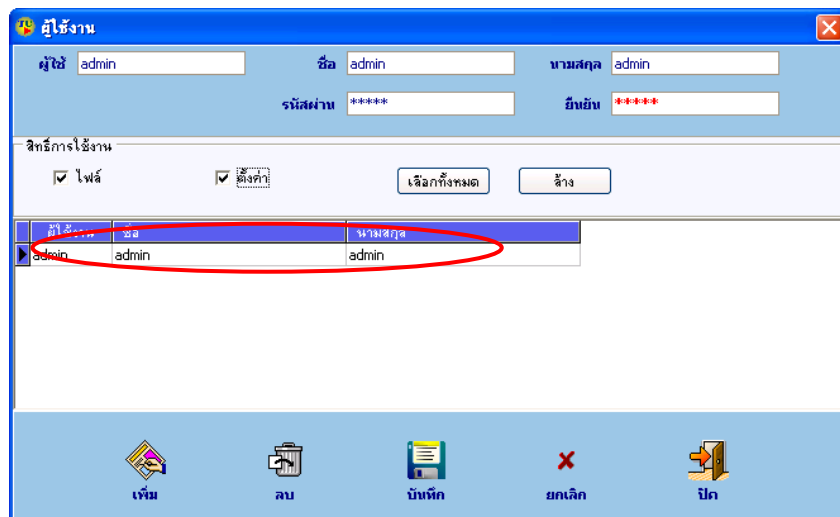 ผู้ใช้งาน
ผู้ใช้ admin ชื่อ admin นามสกุล admin
รหัสผ่าน ***** ยืนยัน *****
สิทธิ์การใช้งาน
ไฟล์ ตั้งค่า เลือกทั้งหมด ล้าง
ผู้ใช้งาน ชื่อ นามสกุล
admin admin admin
เพิ่ม ลบ บันทึก ยกเลิก ปิด